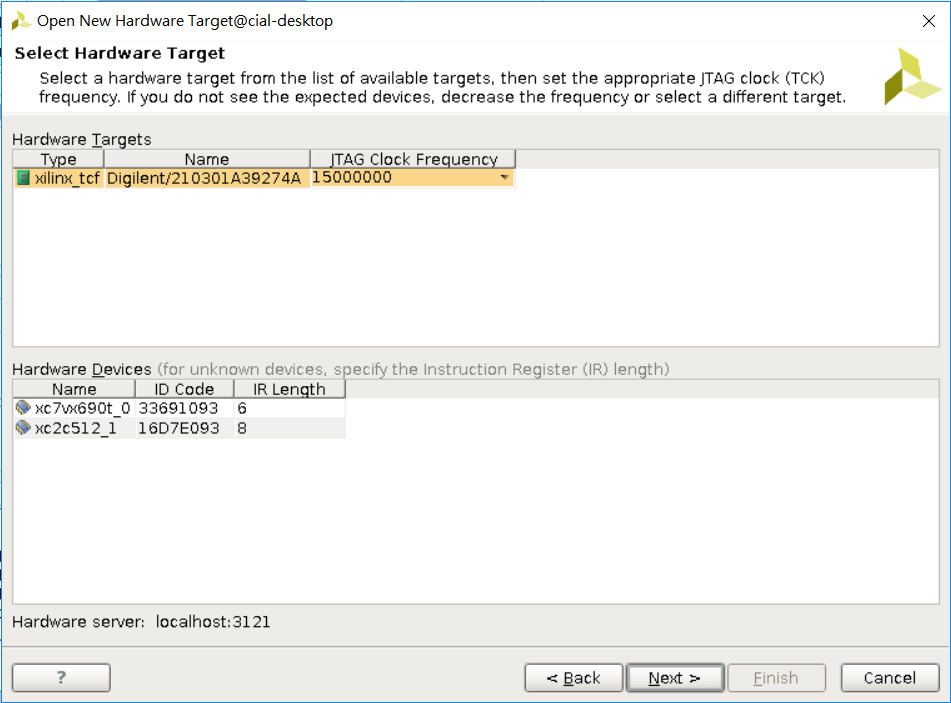 Open New Hardware Target@cial-desktop
Select Hardware Target
Select a hardware target from the list of available targets, then set the appropriate JTAG clock (TCK)
frequency. If you do not see the expected devices, decrease the frequency or select a different target.
Hardware Targets
Type Name JTAG Clock Frequency
xilinx_tcf Digilent/210301A39274A 15000000
Hardware Devices (for unknown devices, specify the Instruction Register (IR) length)
Name ID Code IR Length
xc7vx690t_0 33691093 6
xc2c512_1 16D7E093 8
Hardware server: localhost:3121
? < Back Next > Finish Cancel